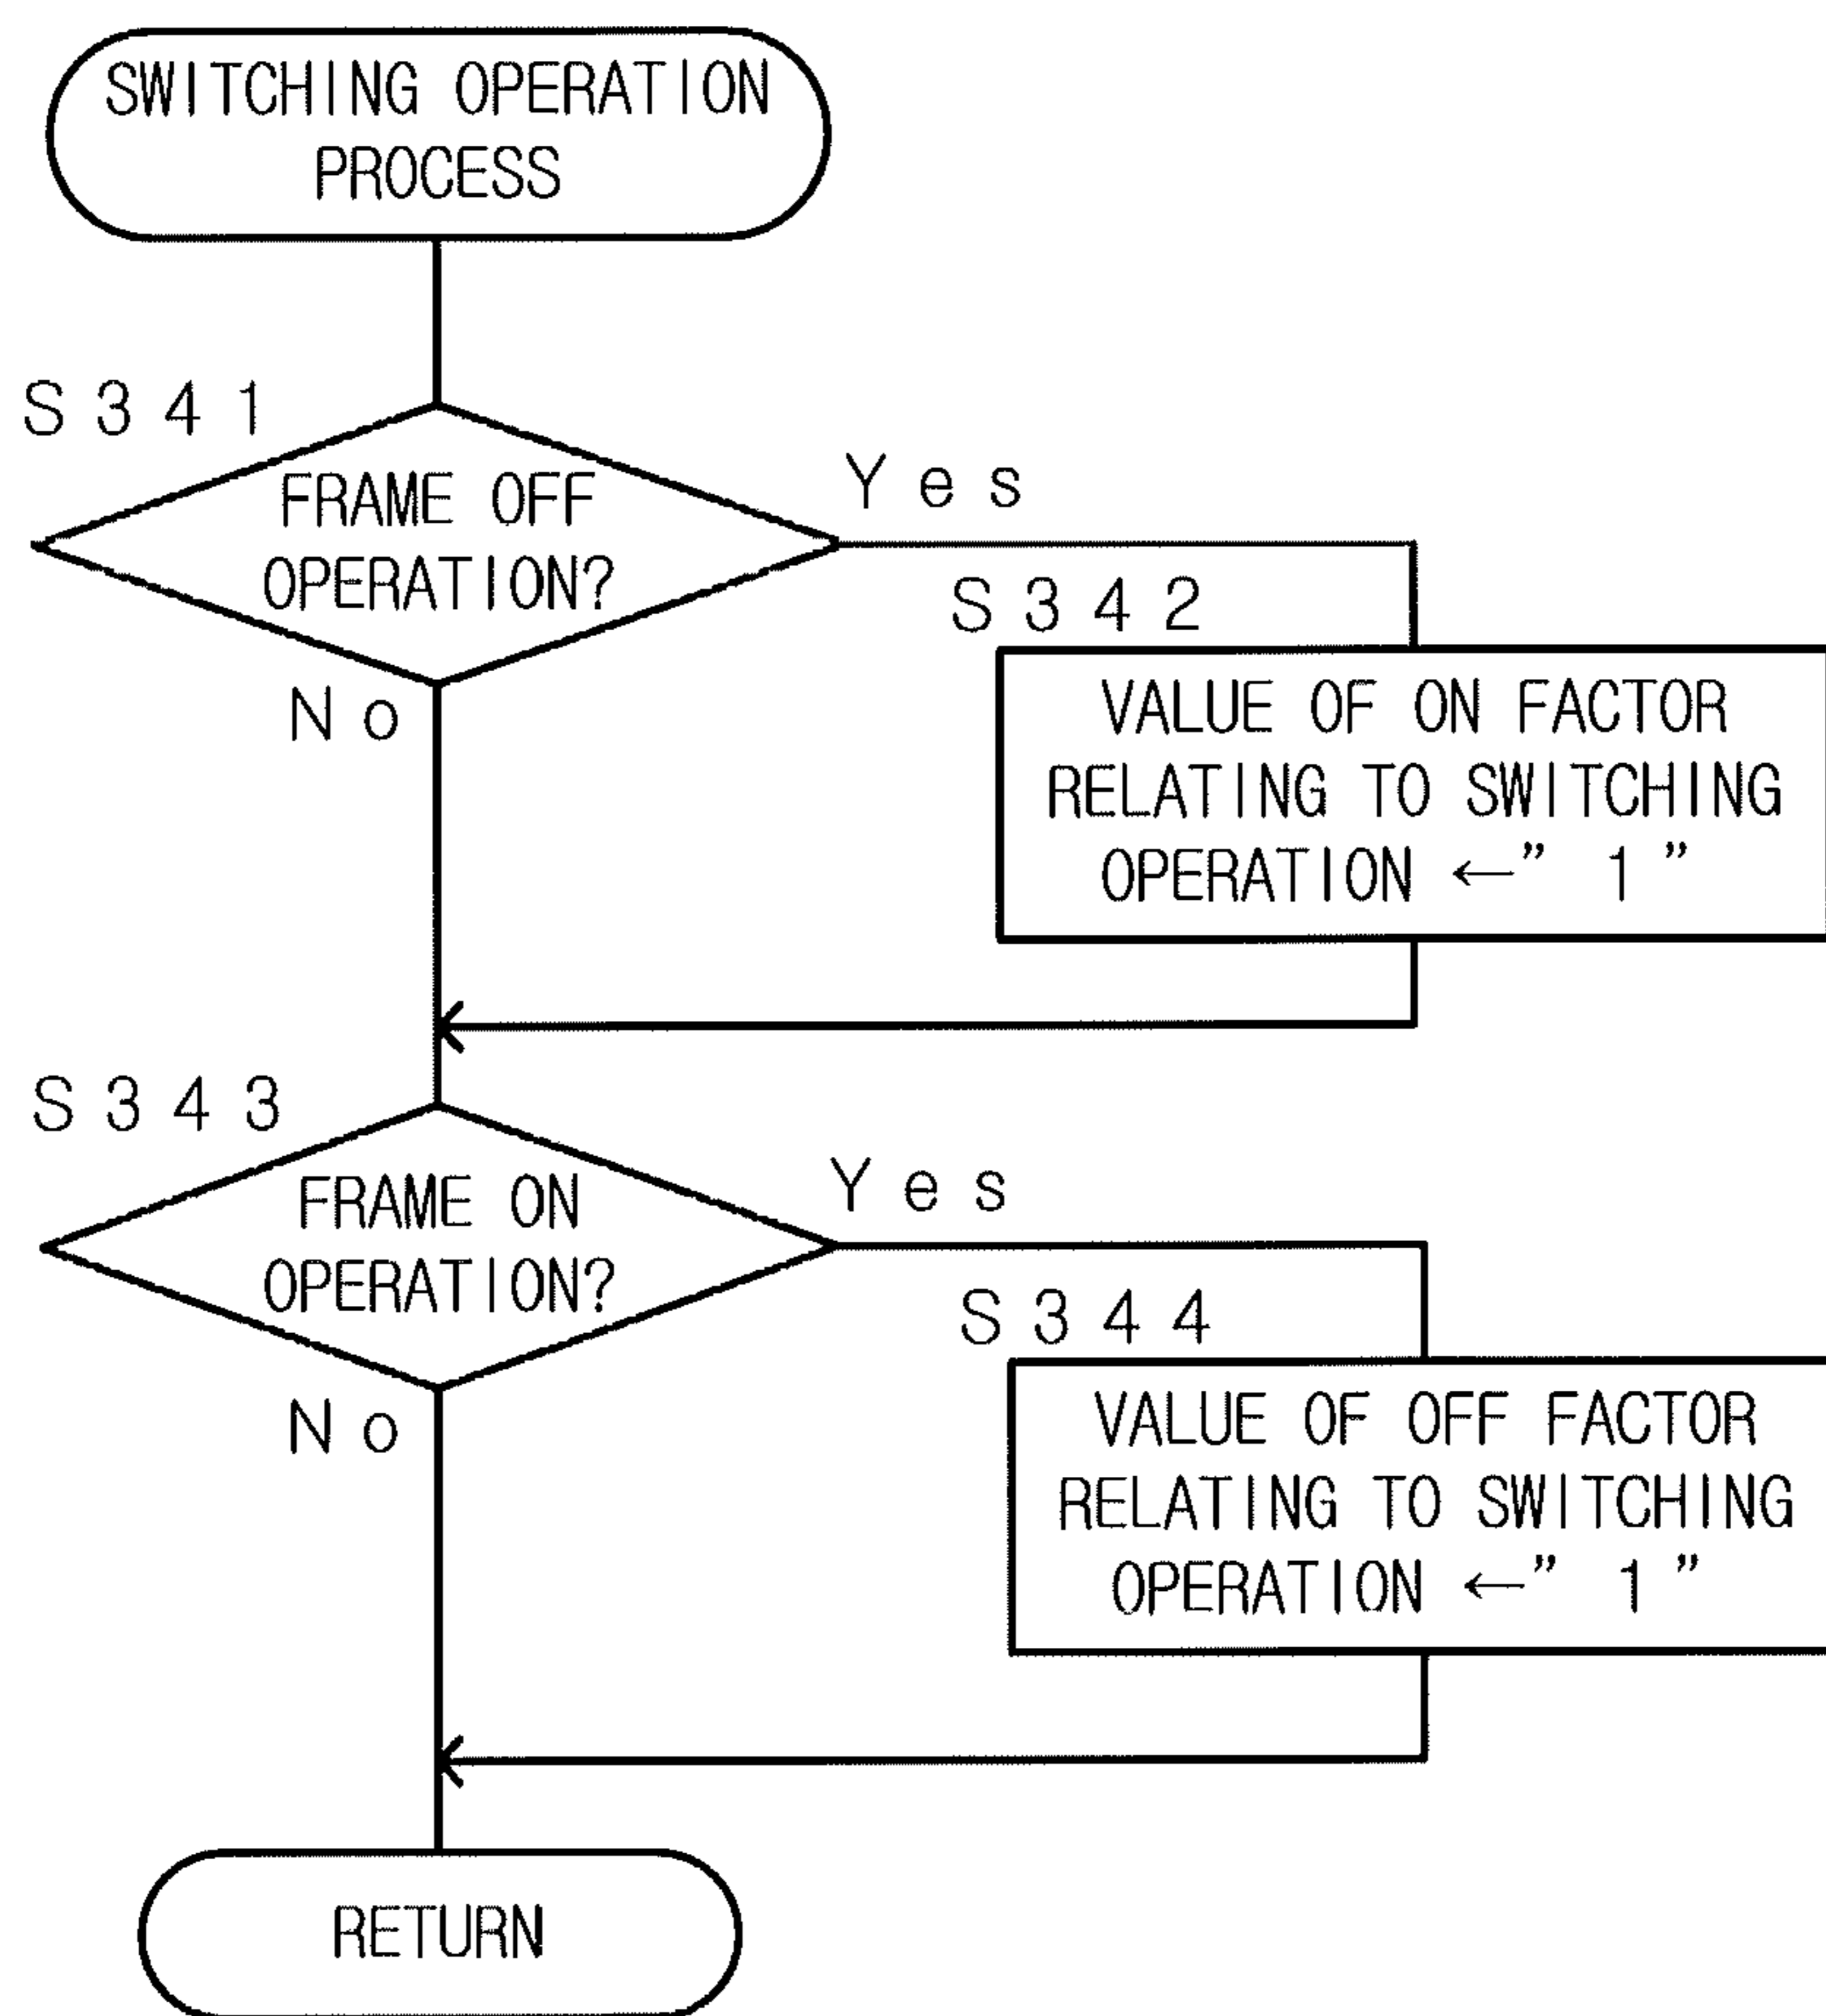 SWITCHING OPERATION
PROCESS
S341
FRAME OFF
OPERATION?
Yes
No
S342
VALUE OF ON FACTOR
RELATING TO SWITCHING
OPERATION ←” 1 ”
S343
FRAME ON
OPERATION?
Yes
No
S344
VALUE OF OFF FACTOR
RELATING TO SWITCHING
OPERATION ←” 1 ”
RETURN